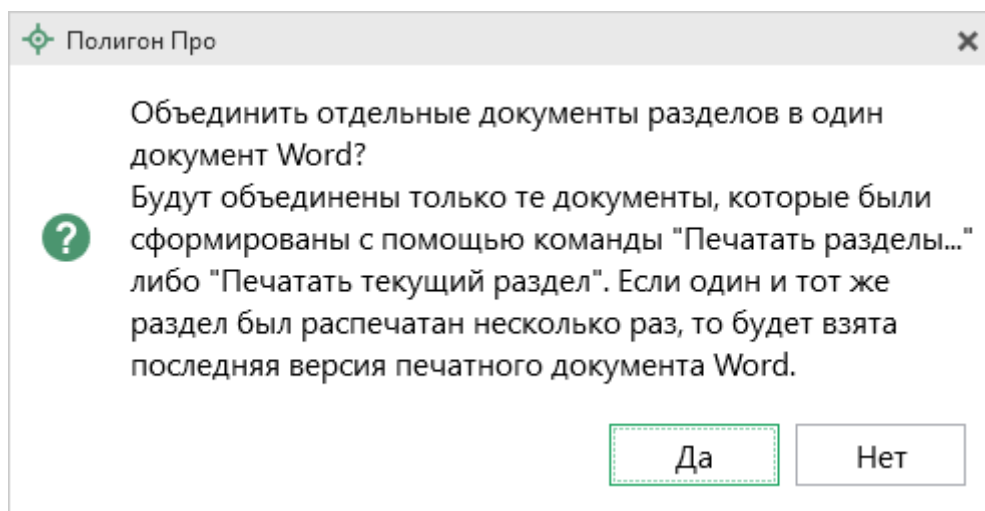 Полигон Про
Объединить отдельные документы разделов в один
документ Word?
Будут объединены только те документы, которые были
сформированы с помощью команды "Печатать разделы..."
либо "Печатать текущий раздел". Если один и тот же
раздел был распечатан несколько раз, то будет взята
последняя версия печатного документа Word.
Да
Нет